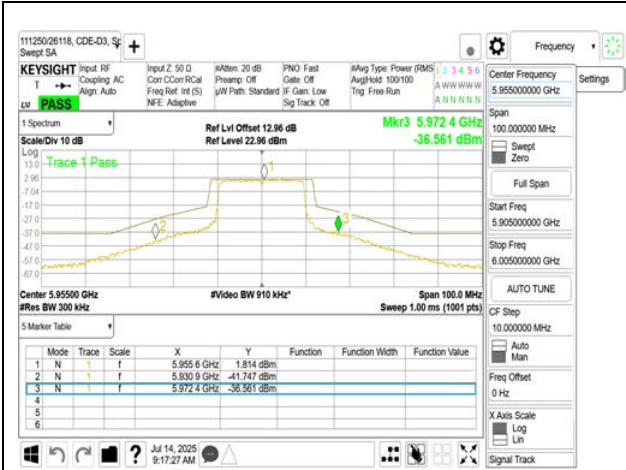 111250/26118, CDE-D3, Sp
Swept SA
+
Frequency
Settings
KEYSIGHT
T
LM PASS
Input: RF
Coupling: AC
Align: Auto
Input Z: 50 Ω
Corr CCorr RCal
Freq Ref: Int (S)
NFE: Adaptive
#Atten: 20 dB
Preamp: Off
µW Path: Standard
PNO: Fast
Gate: Off
IF Gain: Low
Sig Track: Off
#Avg Type: Power (RMS
Avg|Hold: 100/100
Trig: Free Run
1 2 3 4 5 6
A W W W W W
A N N N N N
1 Spectrum
Scale/Div 10 dB
Ref Lvl Offset 12.96 dB
Ref Level 22.96 dBm
Mkr3 5.972 4 GHz
-36.561 dBm
Log
Trace 1 Pass
13.0
2.96
-7.04
-17.0
-27.0
-37.0
-47.0
-57.0
-67.0
1
2
3
Center 5.95500 GHz
#Res BW 300 kHz
#Video BW 910 kHz*
Span 100.0 MHz
Sweep 1.00 ms (1001 pts)
5 Marker Table
Mode Trace Scale X Y Function Function Width Function Value
1 N 1 f 5.955 6 GHz 1.814 dBm
2 N 1 f 5.930 9 GHz -41.747 dBm
3 N 1 f 5.972 4 GHz -36.561 dBm
4
5
6
Jul 14, 2025
9:17:27 AM
Center Frequency
5.955000000 GHz
Span
100.000000 MHz
Swept
Zero
Full Span
Start Freq
5.905000000 GHz
Stop Freq
6.005000000 GHz
AUTO TUNE
CF Step
10.000000 MHz
Auto
Man
Freq Offset
0 Hz
X Axis Scale
Log
Lin
Signal Track